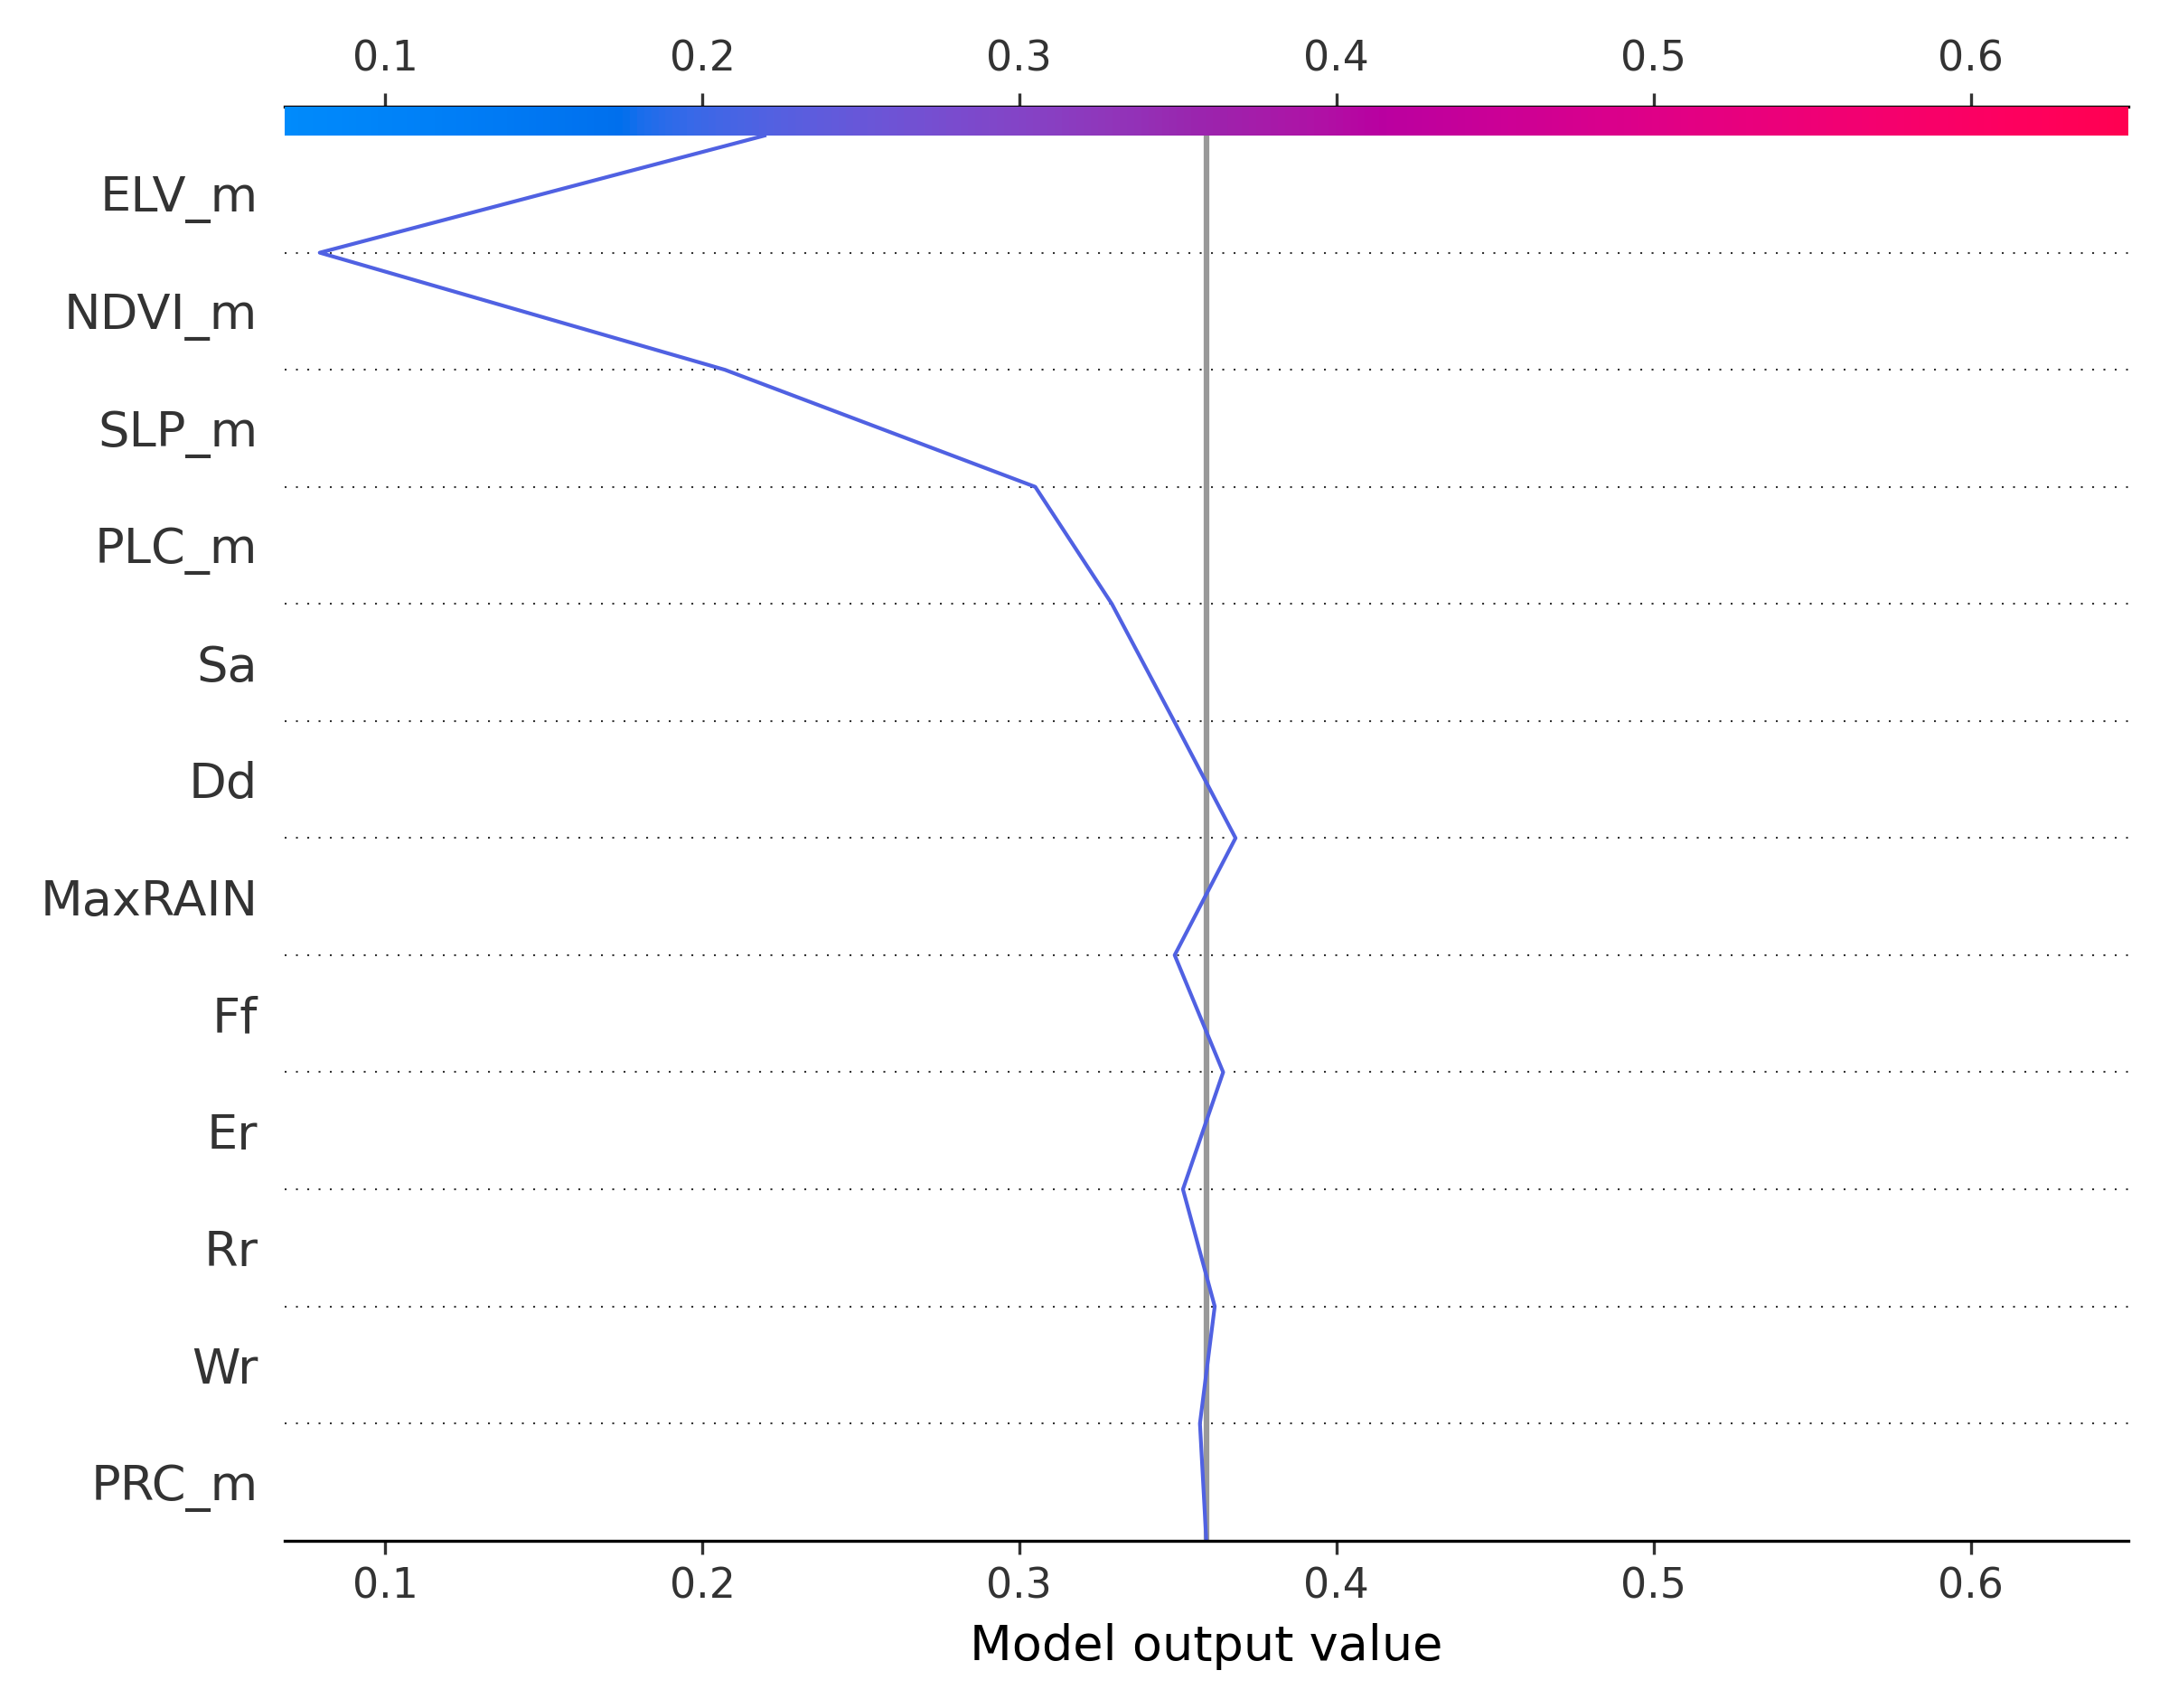 0.1 0.2 0.3 0.4 0.5 0.6
ELV_m
NDVI_m
SLP_m
PLC_m
Sa
Dd
MaxRAIN
Ff
Er
Rr
Wr
PRC_m
0.1 0.2 0.3 0.4 0.5 0.6
Model output value